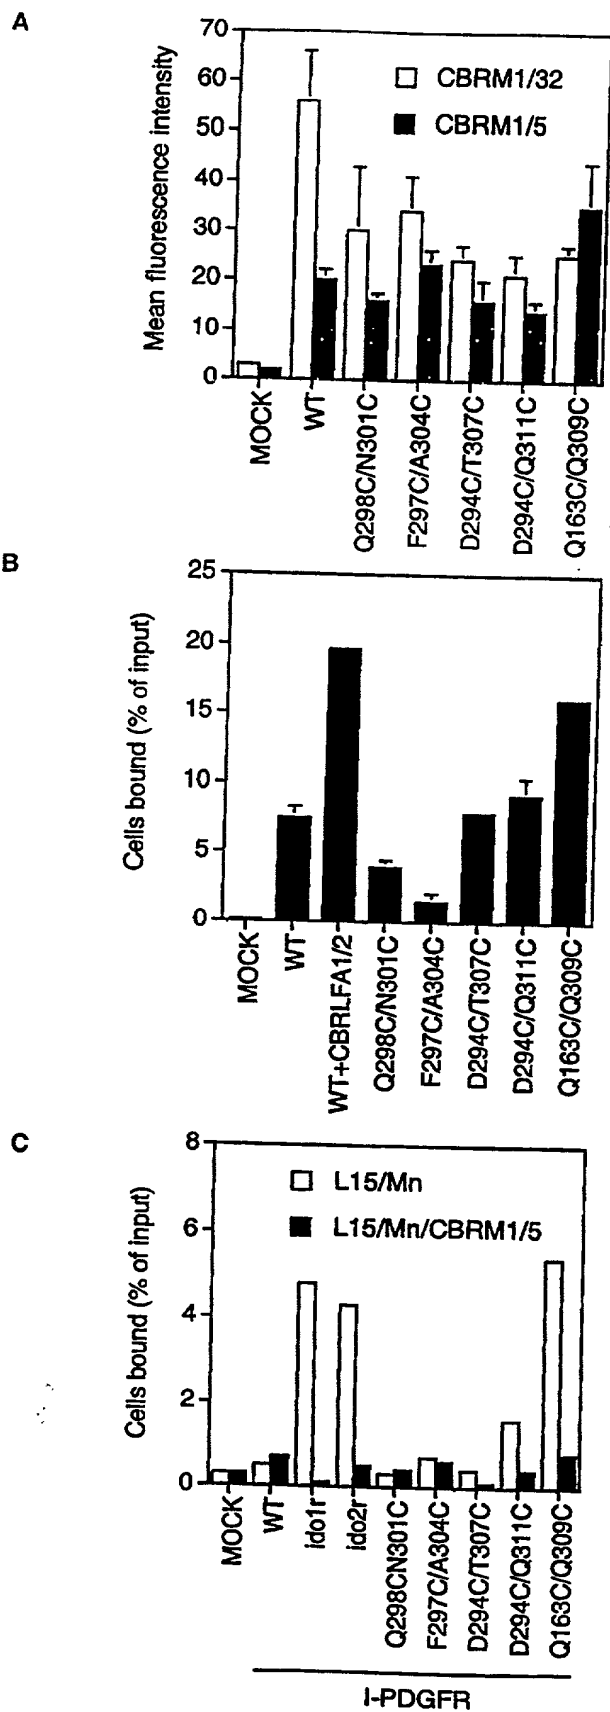 A
70
60
50
40
30
20
10
0
Mean fluorescence intensity
CBRM1/32
CBRM1/5
MOCK
WT
Q298C/N301C
F297C/A304C
D294C/T307C
D294C/Q311C
Q163C/Q309C
B
25
20
15
10
5
0
Cells bound (% of input)
MOCK
WT
WT+CBRLFA1/2
Q298C/N301C
F297C/A304C
D294C/T307C
D294C/Q311C
Q163C/Q309C
C
8
6
4
2
0
Cells bound (% of input)
L15/Mn
L15/Mn/CBRM1/5
MOCK
WT
ido1r
ido2r
Q298CN301C
F297C/A304C
D294C/T307C
D294C/Q311C
Q163C/Q309C
I-PDGFR